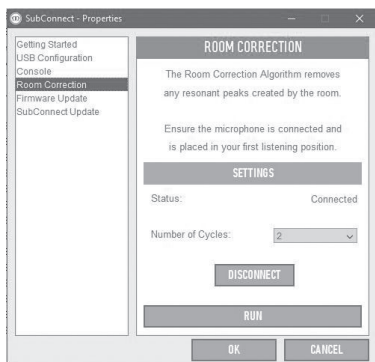 SubConnect - Properties
Getting Started
USB Configuration
Console
Room Correction
Firmware Update
SubConnect Update
ROOM CORRECTION
The Room Correction Algorithm removes
any resonant peaks created by the room.
Ensure the microphone is connected and
is placed in your first listening position.
SETTINGS
Status: Connected
Number of Cycles: 2
DISCONNECT
RUN
OK CANCEL